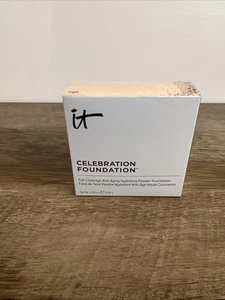 it
CELEBRATION
FOUNDATION™
Full Coverage Anti-Aging Hydrating Powder Foundation
Fond de Teint Poudre Hydratant Anti-Âge Haute Couvrance